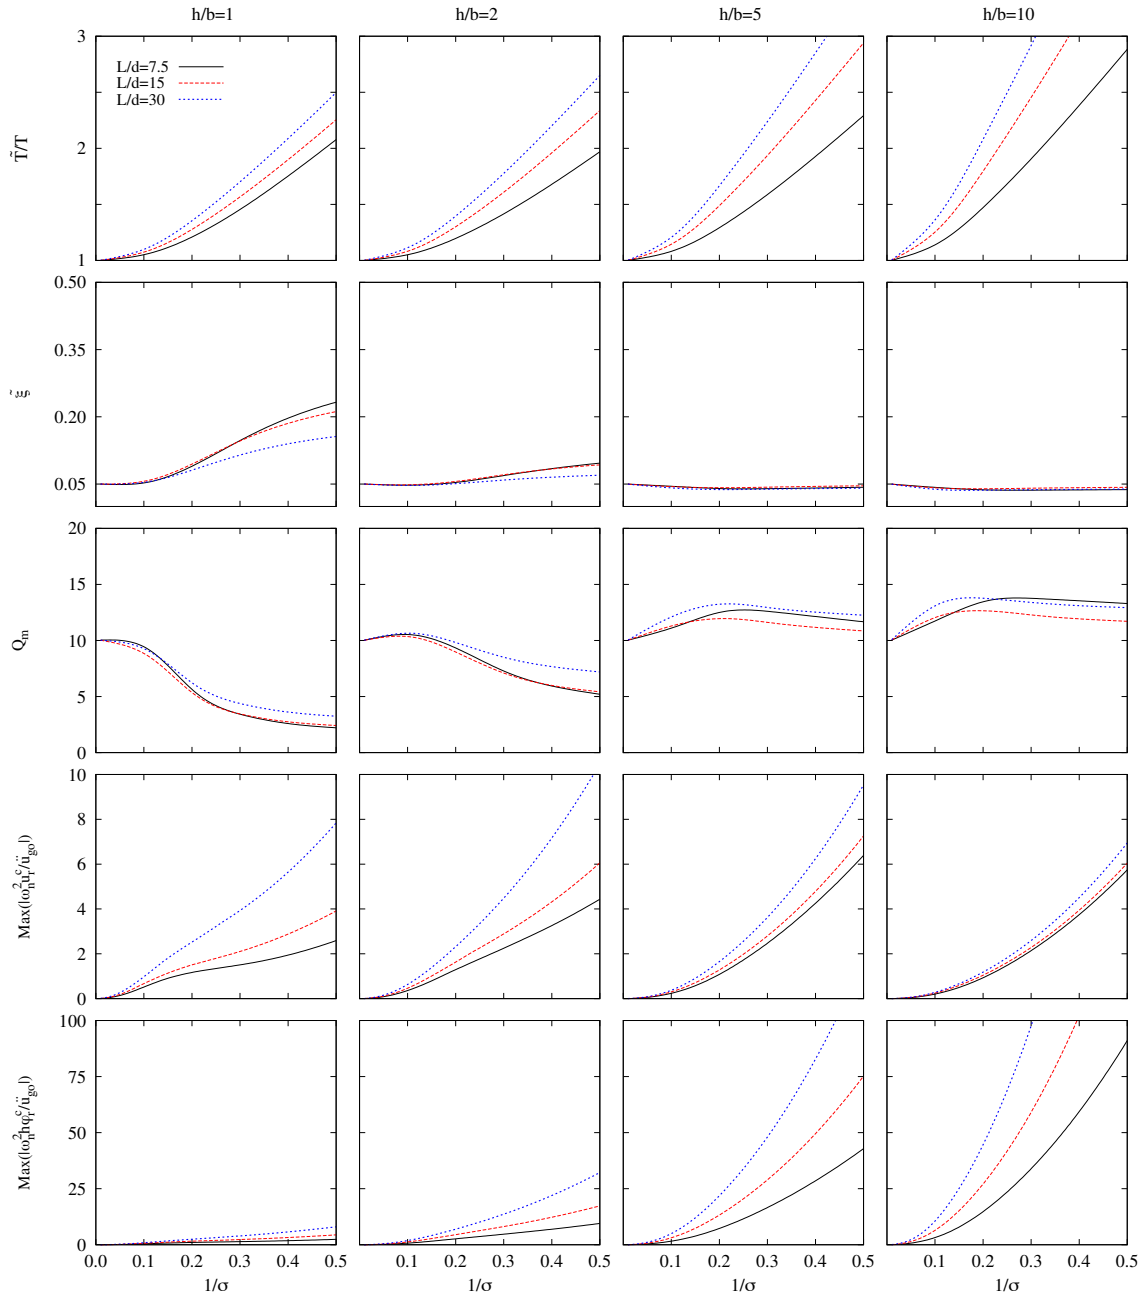 h/b=1 h/b=2 h/b=5 h/b=10
T̃/T
3
2
1
L/d=7.5
L/d=15
L/d=30
ξ̃
0.50
0.35
0.20
0.05
Q_m
20
15
10
5
0
Max(|ω_n^2 u_r^c/ü_go|)
10
8
6
4
2
0
Max(|ω_n^2 hφ_r^c/ü_go|)
100
75
50
25
0
0.0 0.1 0.2 0.3 0.4 0.5 0.1 0.2 0.3 0.4 0.5 0.1 0.2 0.3 0.4 0.5 0.1 0.2 0.3 0.4 0.5
1/σ 1/σ 1/σ 1/σ